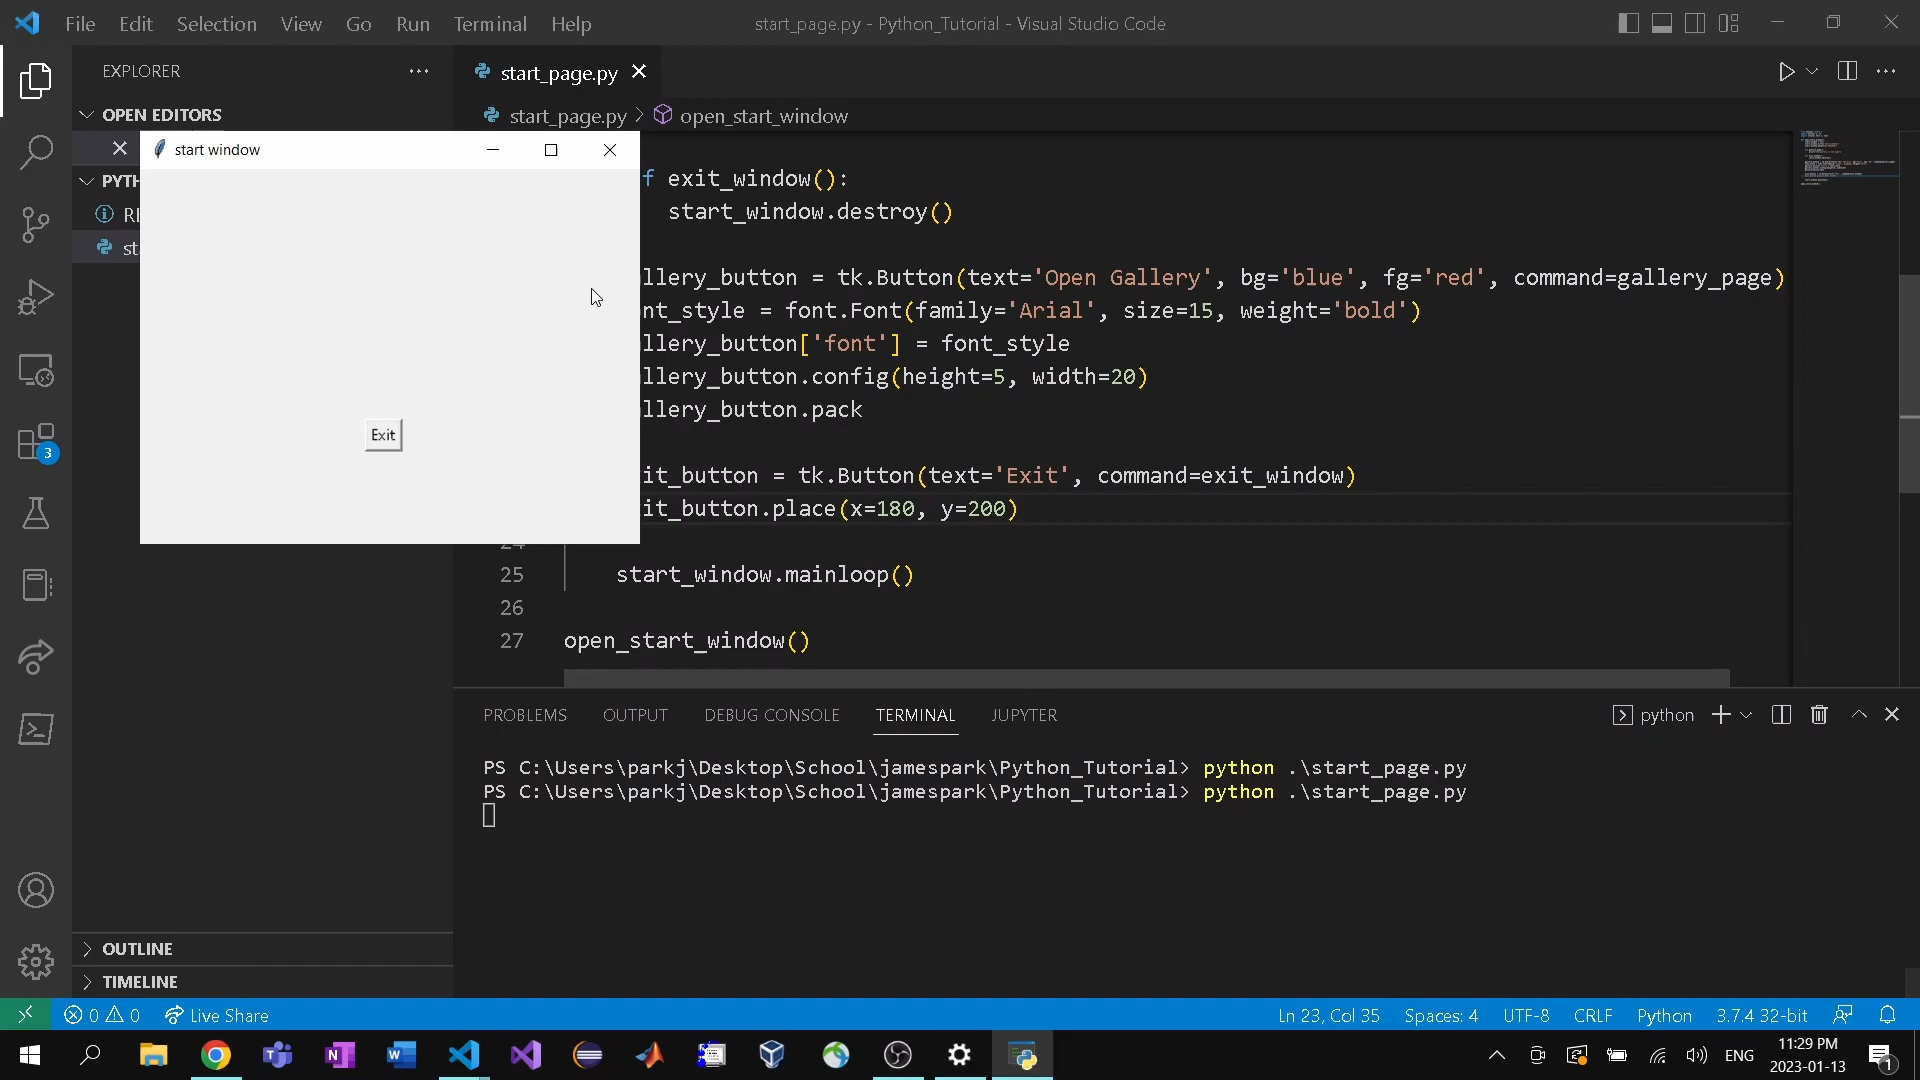 File Edit Selection View Go Run Terminal Help
start_page.py - Python_Tutorial - Visual Studio Code
EXPLORER
OPEN EDITORS
PYTH
RE
sta
start_page.py
start_page.py > open_start_window
start window
Exit
f exit_window():
start_window.destroy()
llery_button = tk.Button(text='Open Gallery', bg='blue', fg='red', command=gallery_page)
nt_style = font.Font(family='Arial', size=15, weight='bold')
llery_button['font'] = font_style
llery_button.config(height=5, width=20)
llery_button.pack
it_button = tk.Button(text='Exit', command=exit_window)
it_button.place(x=180, y=200)
24
25 start_window.mainloop()
26
27 open_start_window()
PROBLEMS OUTPUT DEBUG CONSOLE TERMINAL JUPYTER
python
PS C:\Users\parkj\Desktop\School\jamespark\Python_Tutorial> python .\start_page.py
PS C:\Users\parkj\Desktop\School\jamespark\Python_Tutorial> python .\start_page.py
3
OUTLINE
TIMELINE
0 0 Live Share
Ln 23, Col 35 Spaces: 4 UTF-8 CRLF Python 3.7.4 32-bit
ENG
11:29 PM
2023-01-13
1